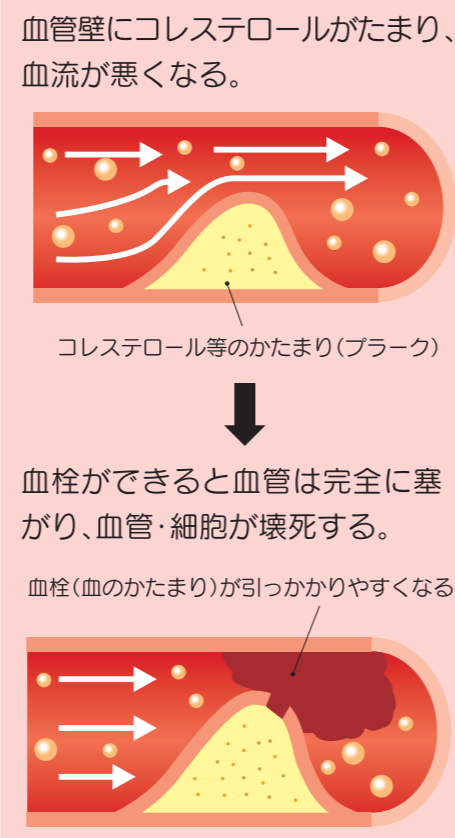 血管壁にコレステロールがたまり、
血流が悪くなる。
コレステロール等のかたまり(プラーク)
血栓ができると血管は完全に塞
がり、血管・細胞が壊死する。
血栓(血のかたまり)が引っかかりやすくなる